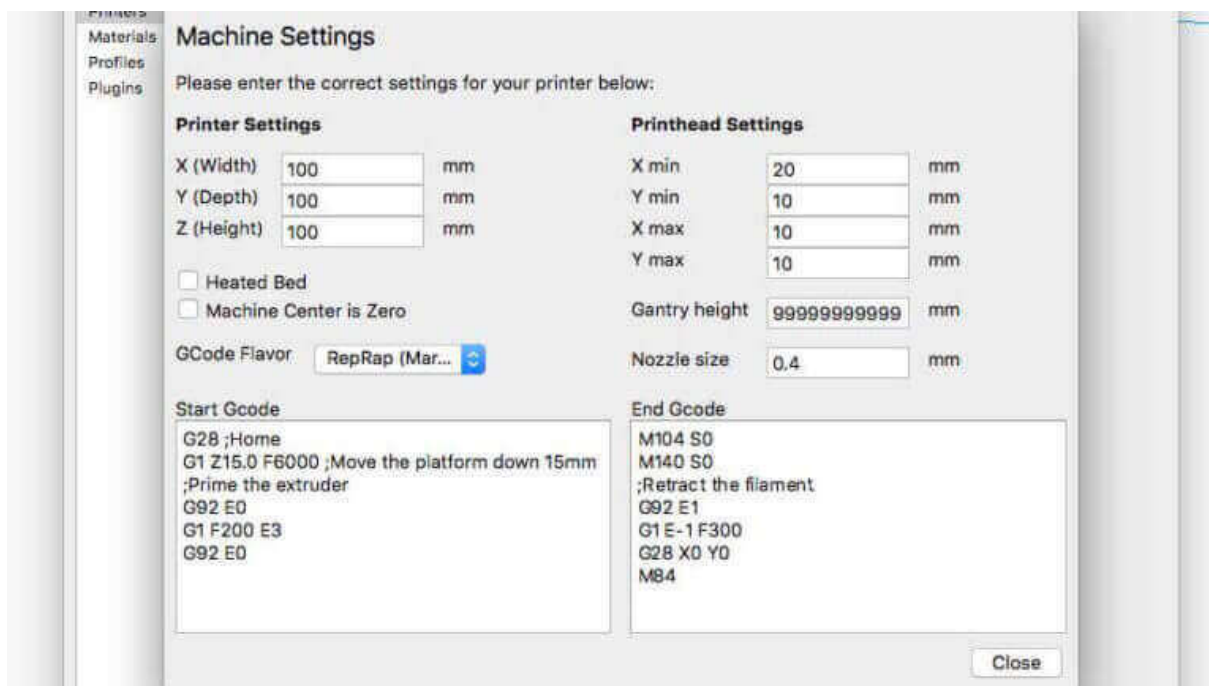 Printers
Materials
Profiles
Plugins
Machine Settings
Please enter the correct settings for your printer below:
Printer Settings
X (Width) 100 mm
Y (Depth) 100 mm
Z (Height) 100 mm
Heated Bed
Machine Center is Zero
GCode Flavor RepRap (Mar...
Printhead Settings
X min 20 mm
Y min 10 mm
X max 10 mm
Y max 10 mm
Gantry height 99999999999 mm
Nozzle size 0.4 mm
Start Gcode
G28 ;Home
G1 Z15.0 F6000 ;Move the platform down 15mm
;Prime the extruder
G92 E0
G1 F200 E3
G92 E0
End Gcode
M104 S0
M140 S0
;Retract the filament
G92 E1
G1 E-1 F300
G28 X0 Y0
M84
Close